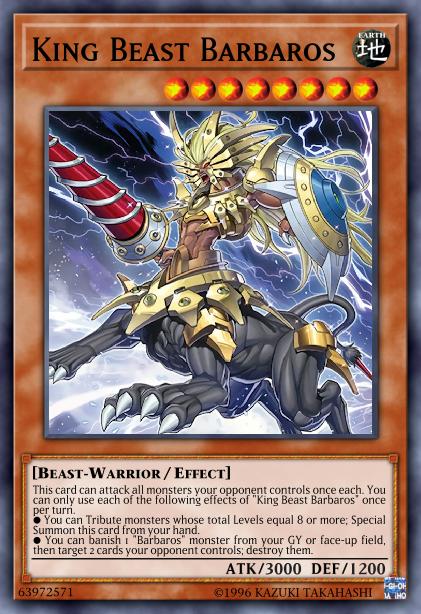 King Beast Barbaros
EARTH
地
[Beast-Warrior / Effect]
This card can attack all monsters your opponent controls once each. You
can only use each of the following effects of "King Beast Barbaros" once
per turn.
● You can Tribute monsters whose total Levels equal 8 or more; Special
Summon this card from your hand.
● You can banish 1 "Barbaros" monster from your GY or face-up field,
then target 2 cards your opponent controls; destroy them.
ATK/3000 DEF/1200
63972571
©1996 KAZUKI TAKAHASHI